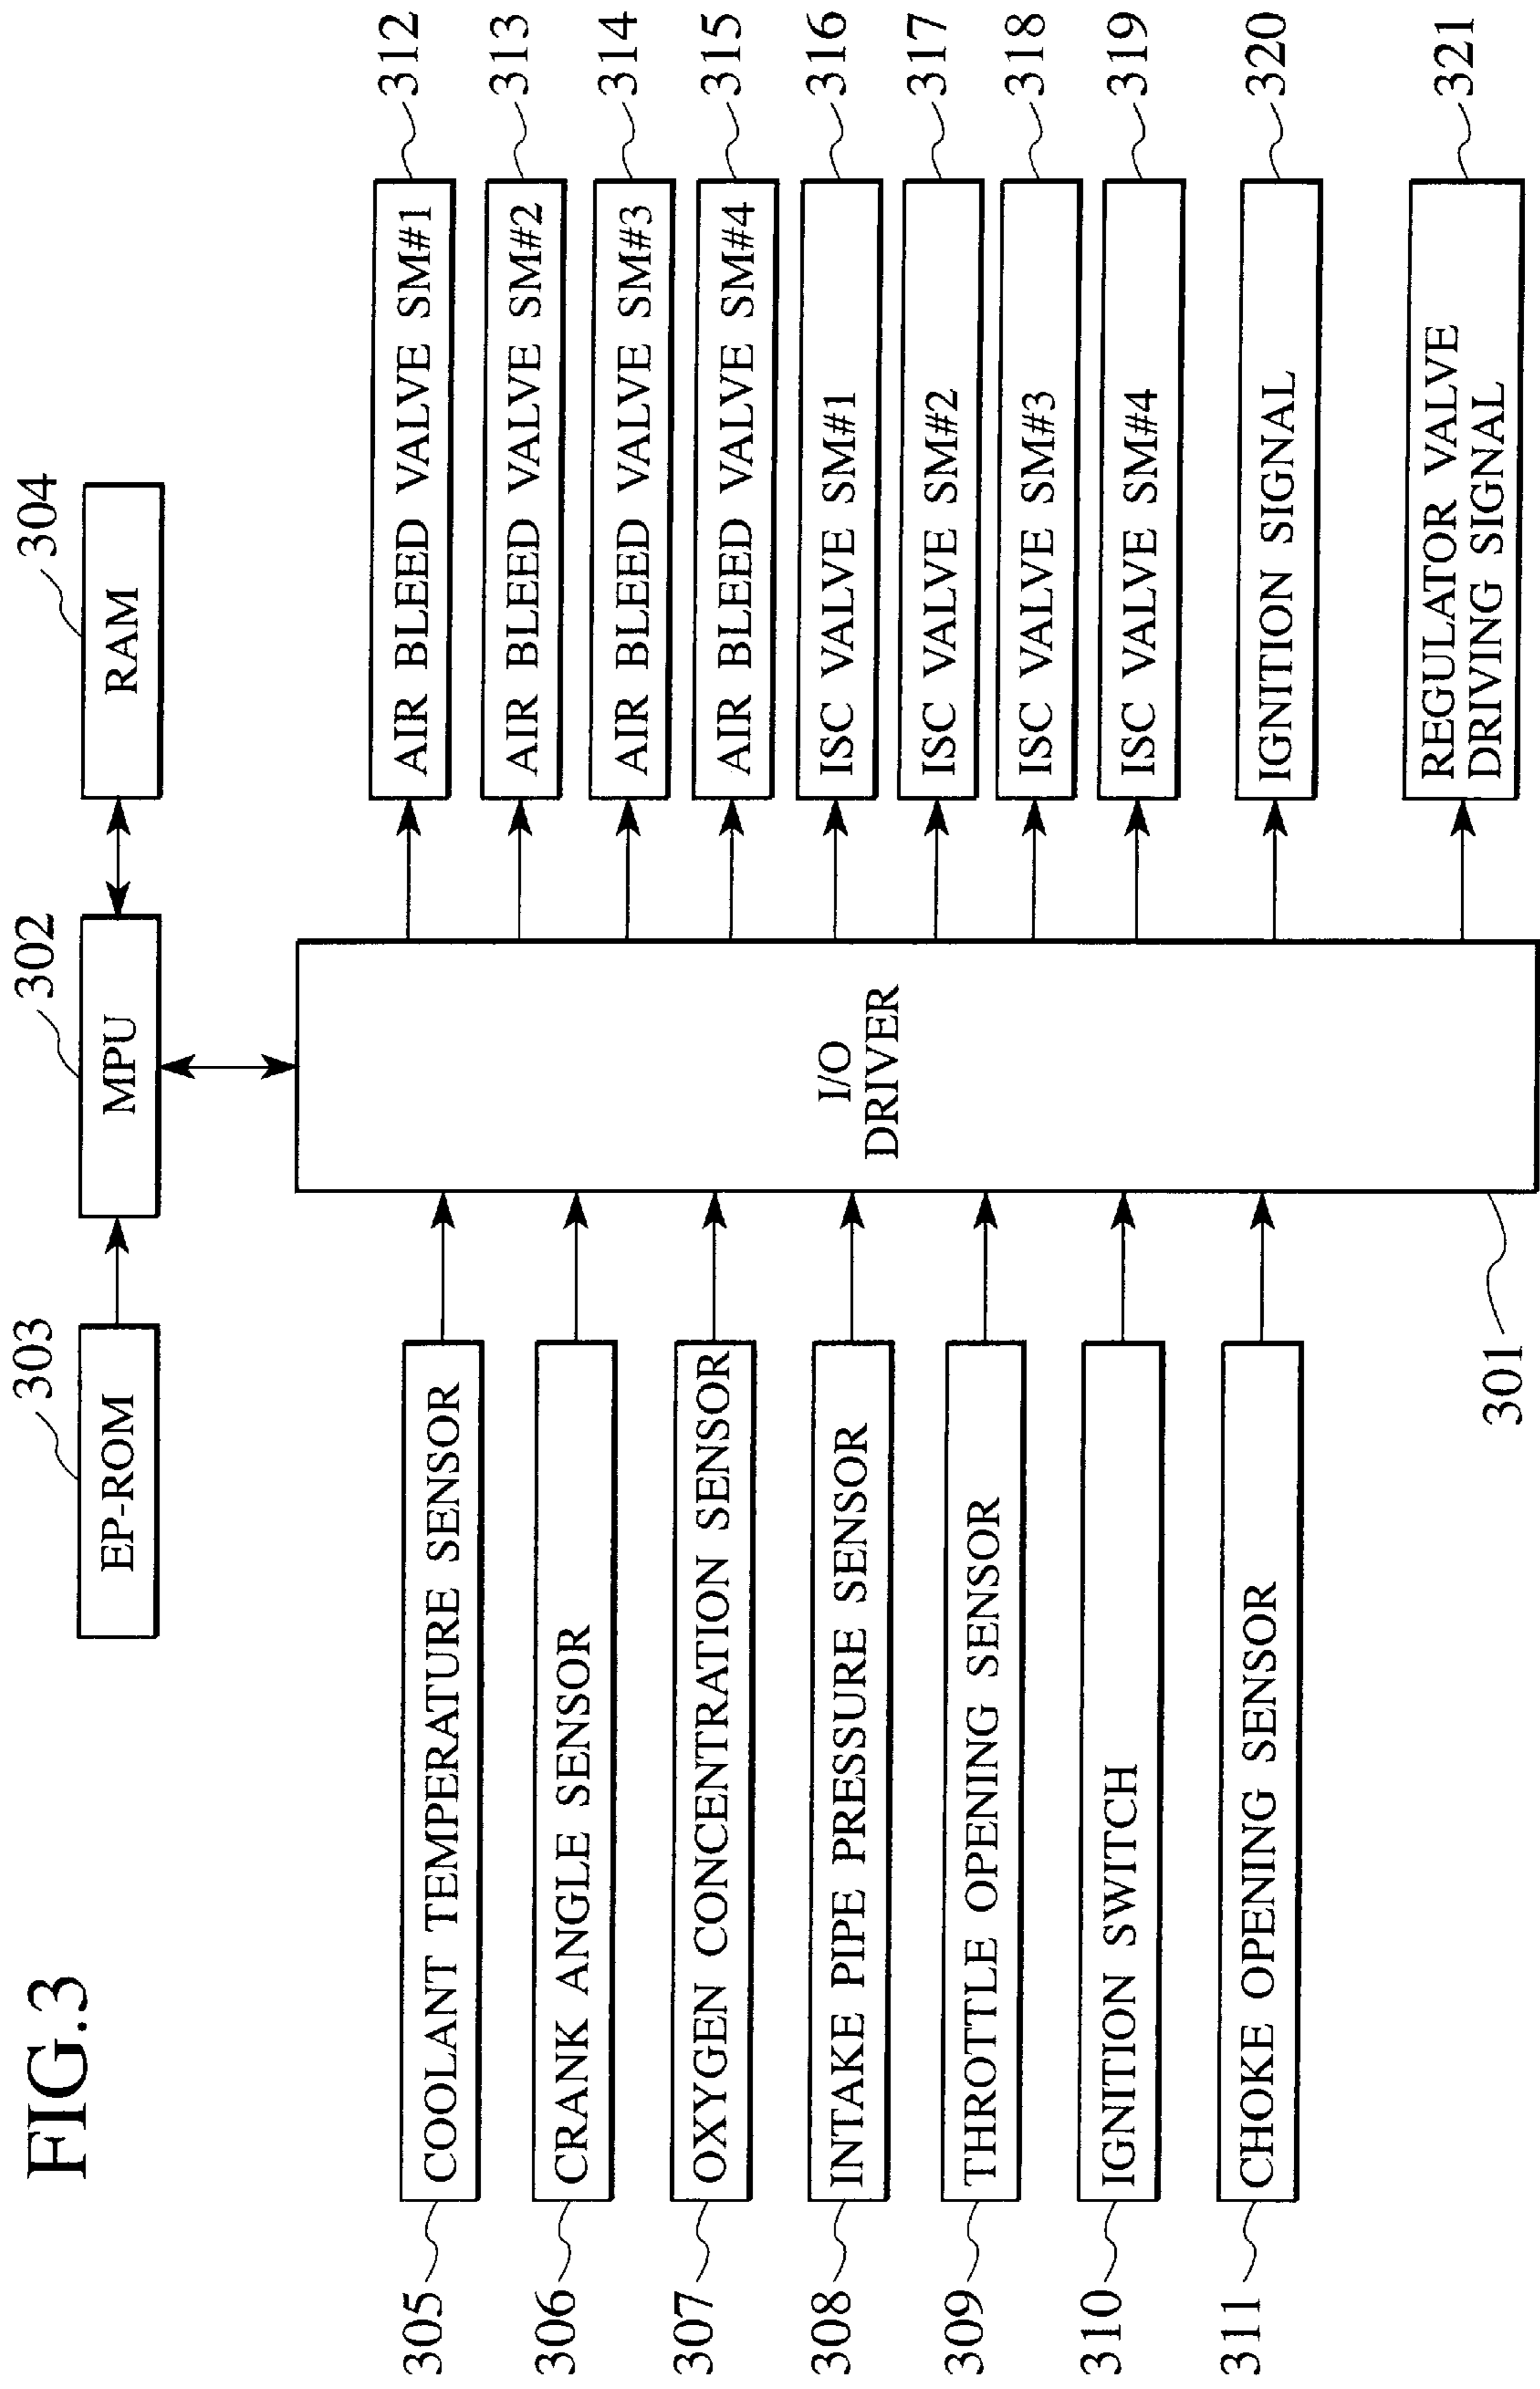 FIG.3
303
EP-ROM
302
MPU
304
RAM
305
COOLANT TEMPERATURE SENSOR
306
CRANK ANGLE SENSOR
307
OXYGEN CONCENTRATION SENSOR
308
INTAKE PIPE PRESSURE SENSOR
309
THROTTLE OPENING SENSOR
310
IGNITION SWITCH
311
CHOKE OPENING SENSOR
I/O
DRIVER
301
AIR BLEED VALVE SM#1
312
AIR BLEED VALVE SM#2
313
AIR BLEED VALVE SM#3
314
AIR BLEED VALVE SM#4
315
ISC VALVE SM#1
316
ISC VALVE SM#2
317
ISC VALVE SM#3
318
ISC VALVE SM#4
319
IGNITION SIGNAL
320
REGULATOR VALVE
DRIVING SIGNAL
321